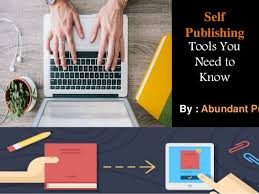 Self
Publishing
Tools You
Need to
Know
By : Abundant